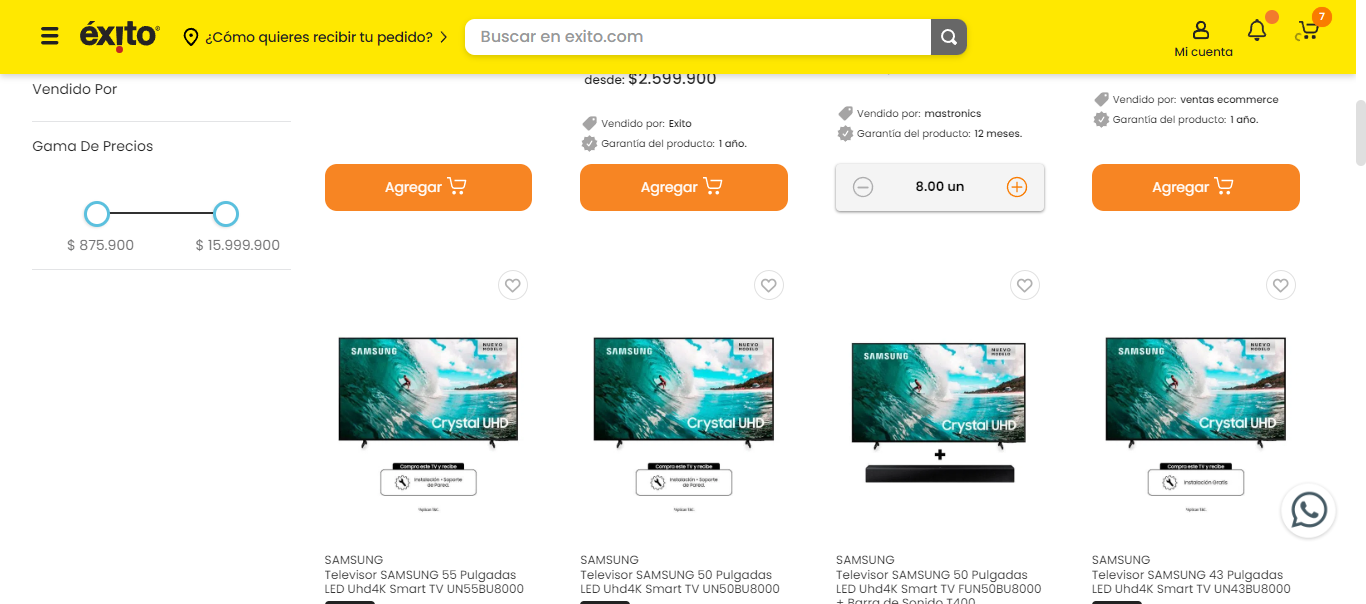 éxito
¿Cómo quieres recibir tu pedido?
Buscar en exito.com
Mi cuenta
7
Vendido Por
Gama De Precios
$ 875.900
$ 15.999.900
desde: $2.599.900
Vendido por: Exito
Garantía del producto: 1 año.
Vendido por: mastronics
Garantía del producto: 12 meses.
Vendido por: ventas ecommerce
Garantía del producto: 1 año.
Agregar
Agregar
8.00 un
Agregar
SAMSUNG
NUEVO
MODELO
Crystal UHD
Compra este TV y recibe
Instalación + Soporte
de Pared.
SAMSUNG
NUEVO
MODELO
Crystal UHD
Compra este TV y recibe
Instalación + Soporte
de Pared.
SAMSUNG
NUEVO
MODELO
Crystal UHD
+
SAMSUNG
NUEVO
MODELO
Crystal UHD
Compra este TV y recibe
Instalación Gratis
SAMSUNG
Televisor SAMSUNG 55 Pulgadas
LED Uhd4K Smart TV UN55BU8000
SAMSUNG
Televisor SAMSUNG 50 Pulgadas
LED Uhd4K Smart TV UN50BU8000
SAMSUNG
Televisor SAMSUNG 50 Pulgadas
LED Uhd4K Smart TV FUN50BU8000
+ Barra de Sonido T400
SAMSUNG
Televisor SAMSUNG 43 Pulgadas
LED Uhd4K Smart TV UN43BU8000